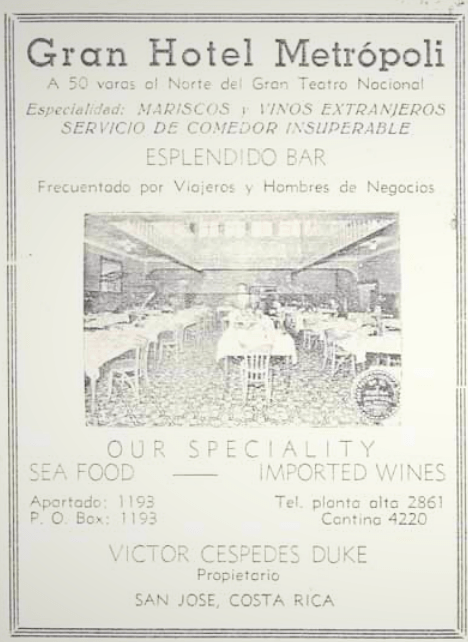 Gran Hotel Metrópoli
A 50 varas al Norte del Gran Teatro Nacional
Especialidad: MARISCOS y VINOS EXTRANJEROS
SERVICIO DE COMEDOR INSUPERABLE
ESPLENDIDO BAR
Frecuentado por Viajeros y Hombres de Negocios
OUR SPECIALITY
SEA FOOD — IMPORTED WINES
Apartado: 1193
P. O. Box: 1193
Tel. planta alta 2861
Cantina 4220
VICTOR CESPEDES DUKE
Propietario
SAN JOSE, COSTA RICA